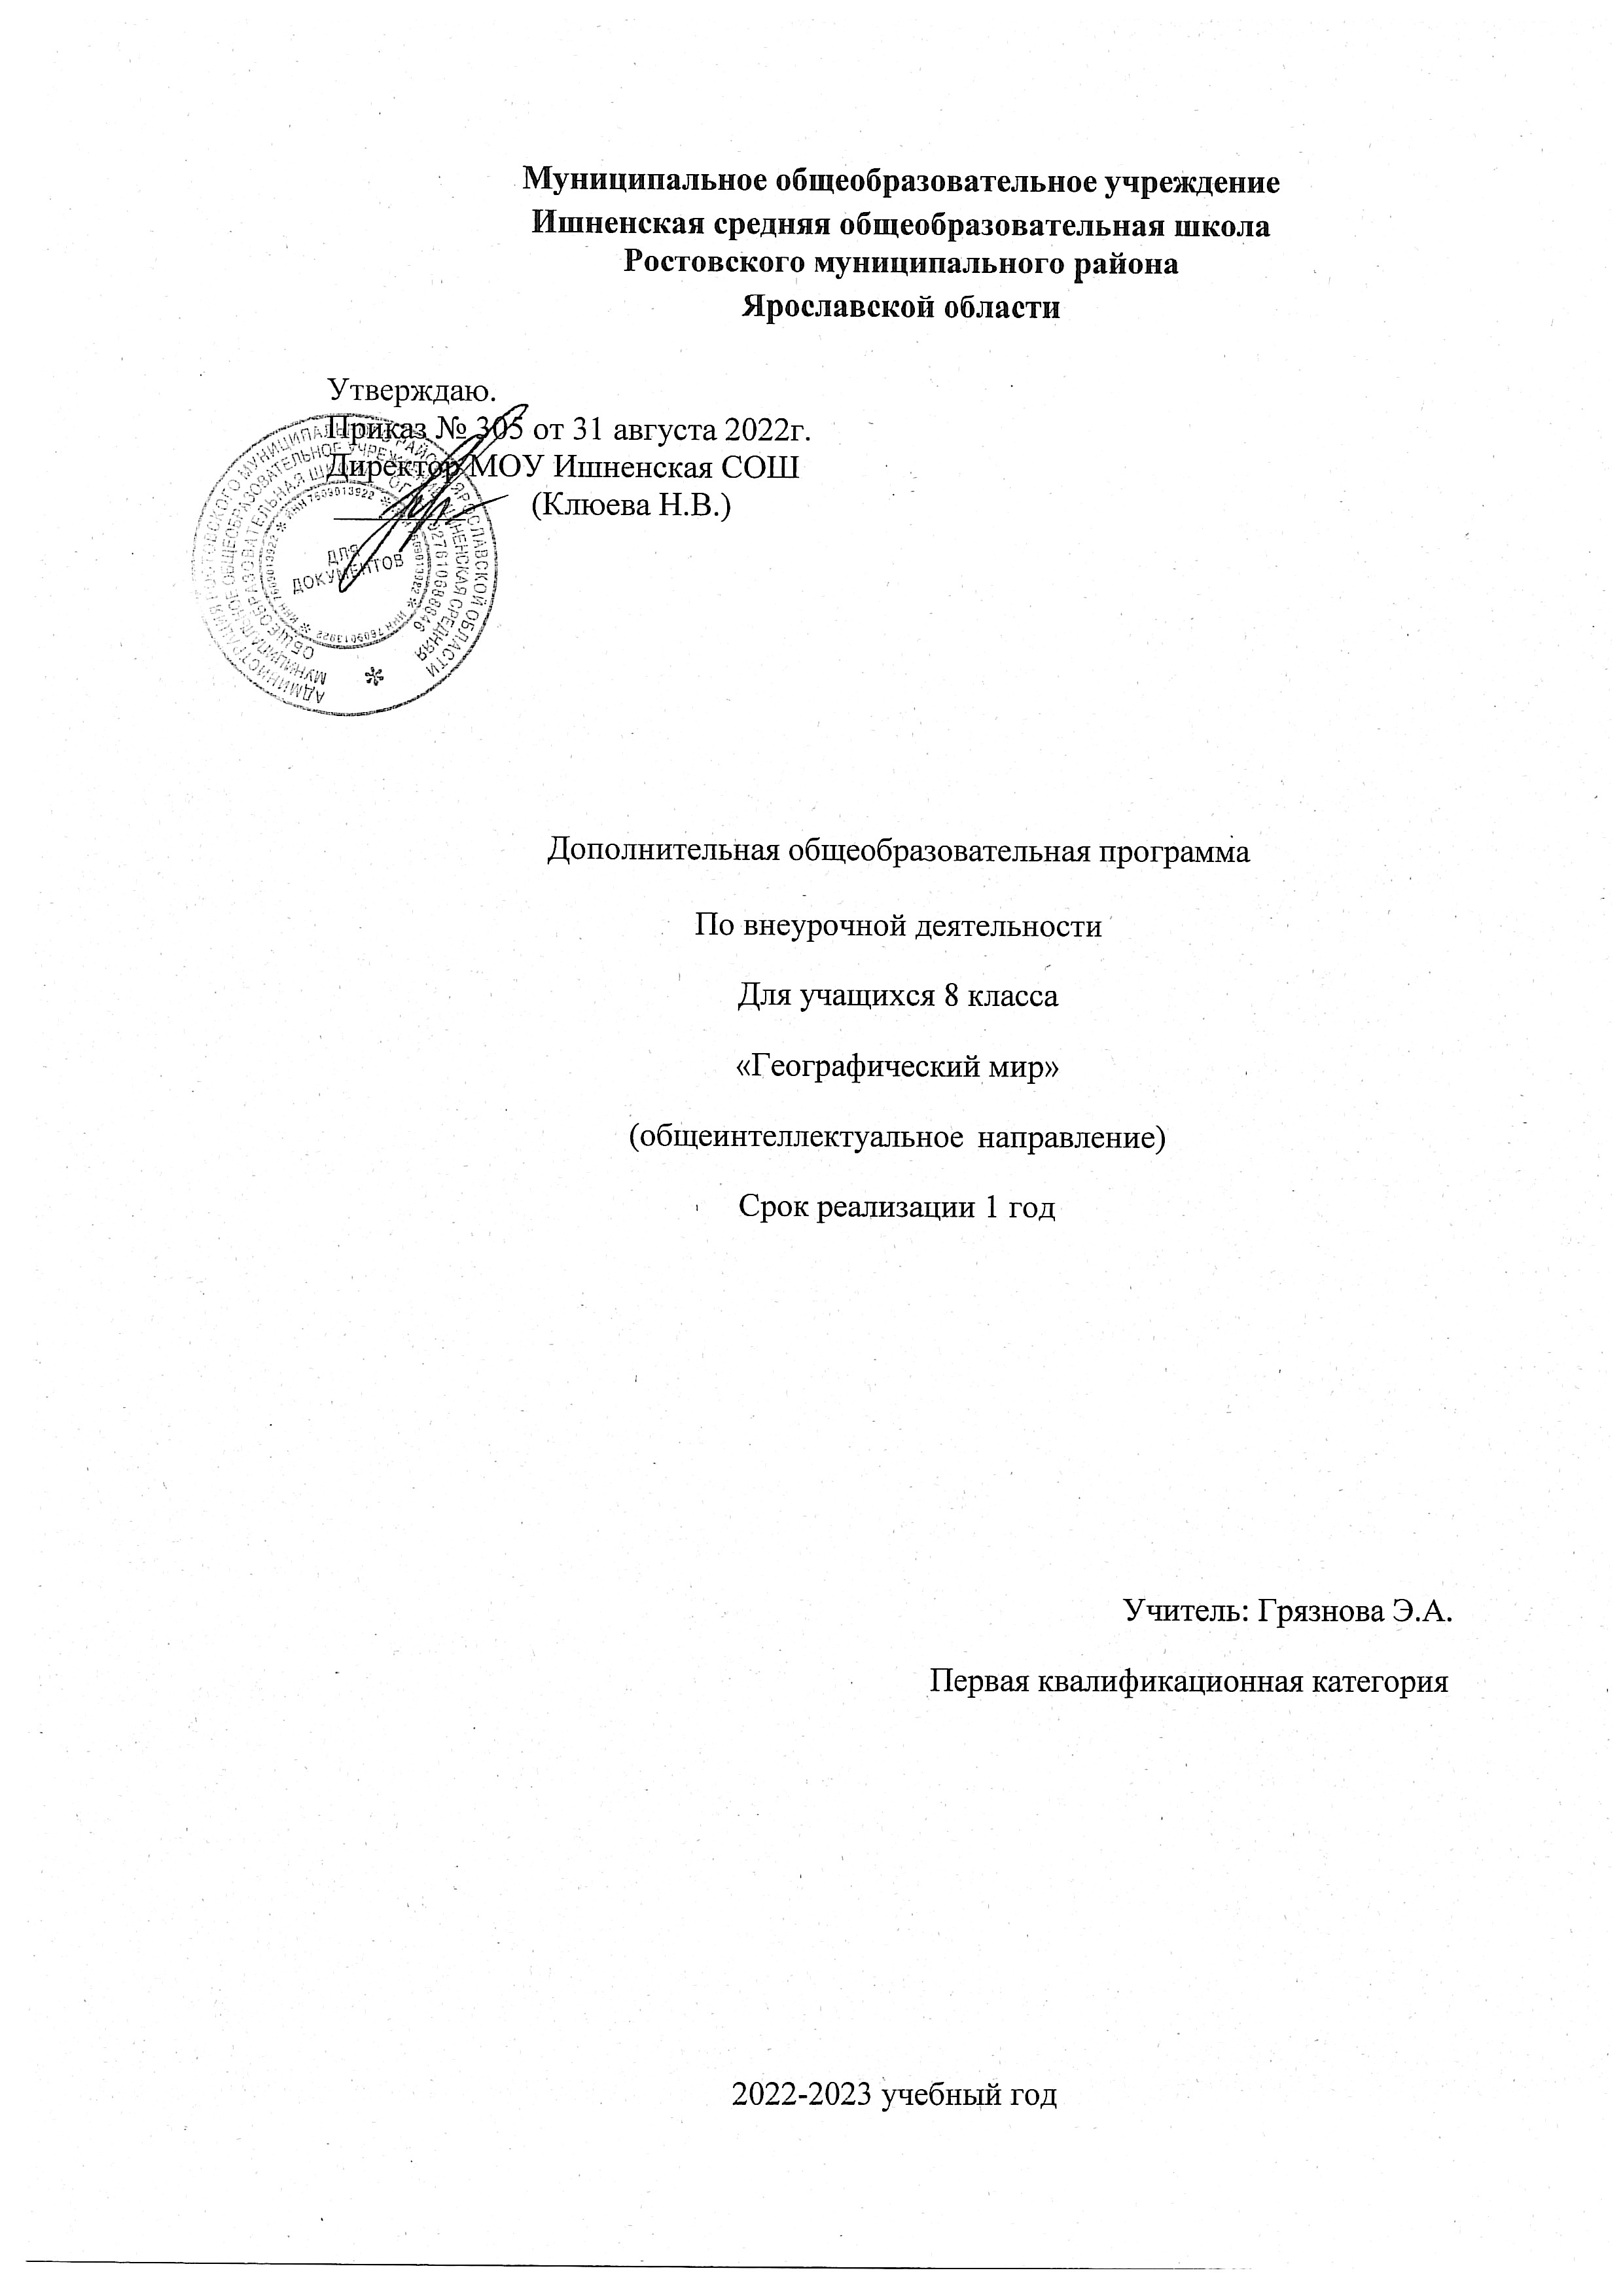 Муниципальное общеобразовательное учреждение
Ишненская средняя общеобразовательная школа
Ростовского муниципального района
Ярославской области
Утверждаю.
Приказ № 305 от 31 августа 2022г.
Директор МОУ Ишненская СОШ
(Клюева Н.В.)
ДЛЯ
ДОКУМЕНТОВ
Дополнительная общеобразовательная программа
По внеурочной деятельности
Для учащихся 8 класса
«Географический мир»
(общеинтеллектуальное направление)
Срок реализации 1 год
Учитель: Грязнова Э.А.
Первая квалификационная категория
2022-2023 учебный год